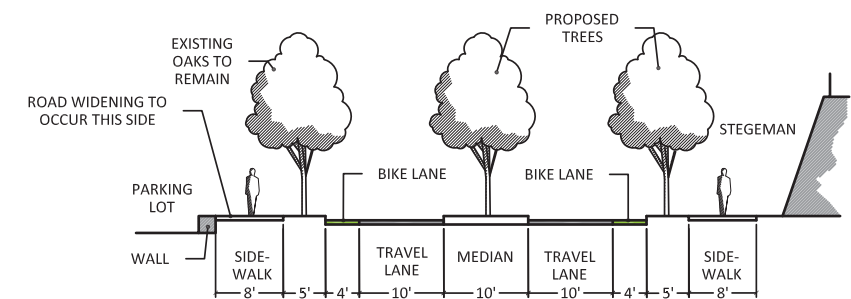 PROPOSED
TREES
EXISTING
OAKS TO
REMAIN
ROAD WIDENING TO
OCCUR THIS SIDE
STEGEMAN
BIKE LANE
BIKE LANE
PARKING
LOT
WALL
SIDE-
WALK
TRAVEL
LANE
MEDIAN
TRAVEL
LANE
SIDE-
WALK
8' 5' 4' 10' 10' 10' 4' 5' 8'